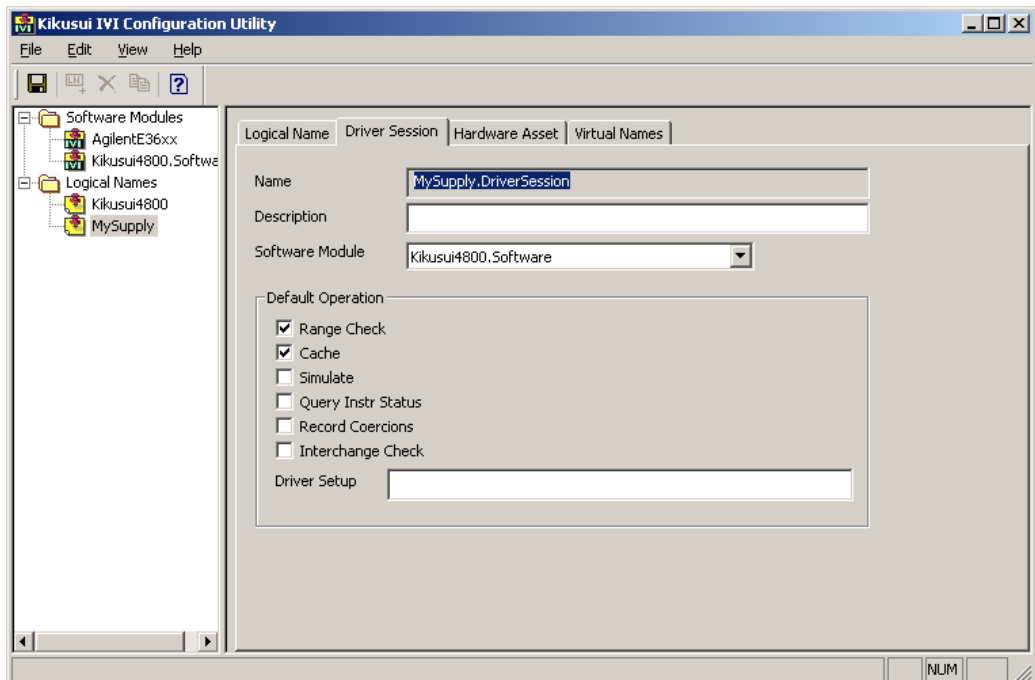 Kikusui IVI Configuration Utility
File Edit View Help
Software Modules
AgilentE36xx
Kikusui4800.Softwa
Logical Names
Kikusui4800
MySupply
Logical Name Driver Session Hardware Asset Virtual Names
Name MySupply.DriverSession
Description
Software Module Kikusui4800.Software
Default Operation
Range Check
Cache
Simulate
Query Instr Status
Record Coercions
Interchange Check
Driver Setup
NUM